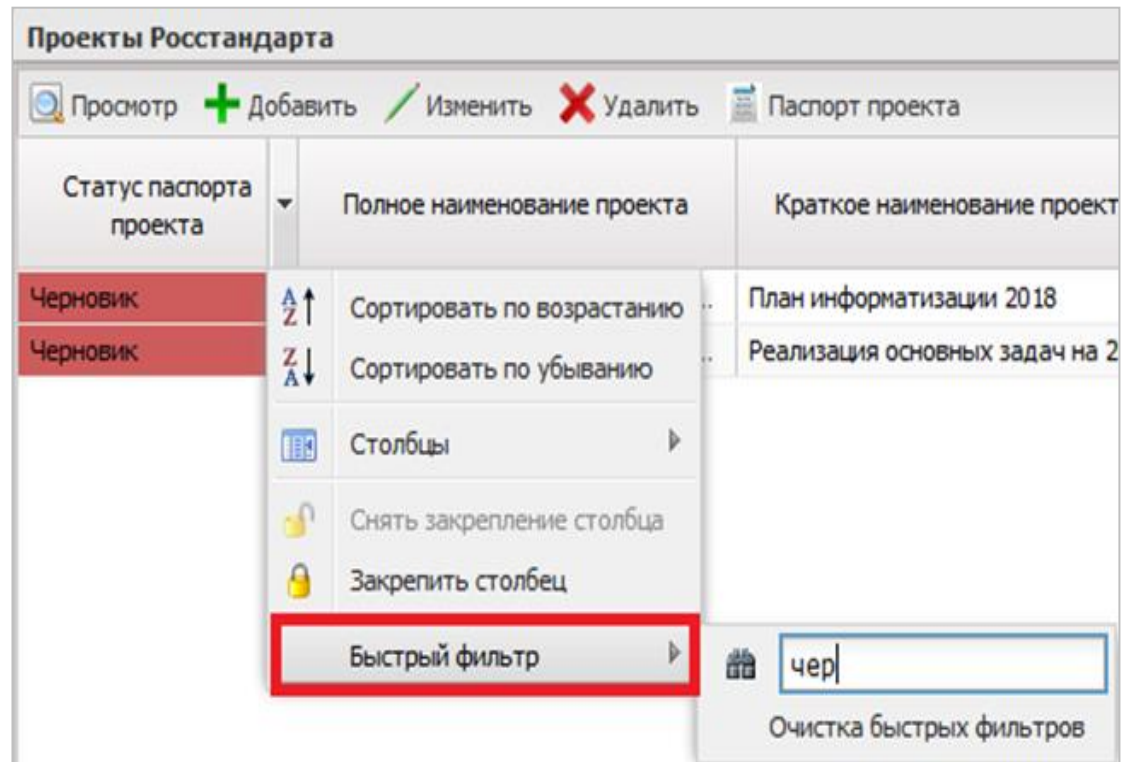 Проекты Росстандарта
Просмотр Добавить Изменить Удалить Паспорт проекта
Статус паспорта
проекта
Полное наименование проекта
Краткое наименование проект
Черновик
.. План информатизации 2018
Черновик
.. Реализация основных задач на 2
Сортировать по возрастанию
Сортировать по убыванию
Столбцы
Снять закрепление столбца
Закрепить столбец
Быстрый фильтр
чер
Очистка быстрых фильтров